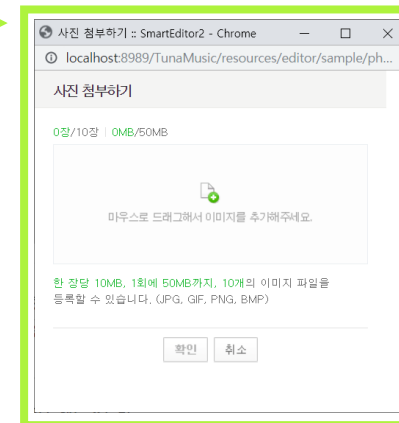 사진 첨부하기 :: SmartEditor2 - Chrome
localhost:8989/TunaMusic/resources/editor/sample/ph...
사진 첨부하기
0장/10장 | 0MB/50MB
마우스로 드래그해서 이미지를 추가해주세요.
한 장당 10MB, 1회에 50MB까지, 10개의 이미지 파일을
등록할 수 있습니다. (JPG, GIF, PNG, BMP)
확인 취소